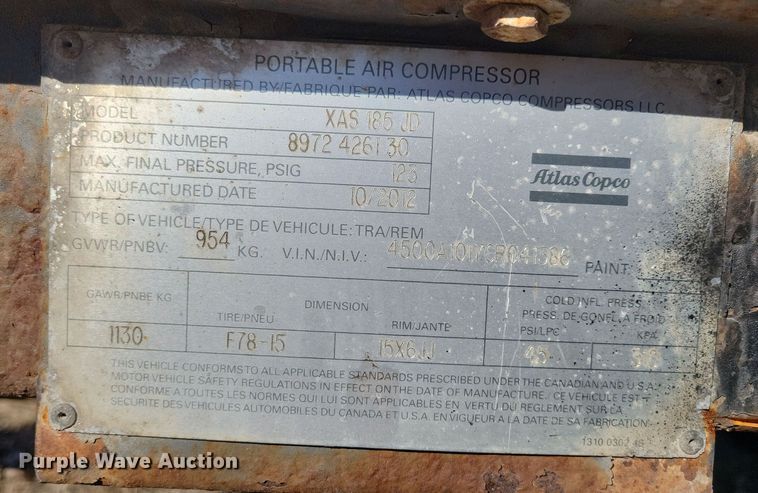 PORTABLE AIR COMPRESSOR
MANUFACTURED BY/FABRIQUE PAR: ATLAS COPCO COMPRESSORS LLC
MODEL XAS 185 JD
PRODUCT NUMBER 8972 4261 30
MAX. FINAL PRESSURE, PSIG 125
MANUFACTURED DATE 10/2012
Atlas Copco
TYPE OF VEHICLE/TYPE DE VEHICULE: TRA/REM
GVWR/PNBV: 954 KG. V.I.N./N.I.V.: PAINT
GAWR/PNBE KG DIMENSION COLD INFL. PRESS.
PRESS. DE GONFL. A FROID
TIRE/PNEU RIM/JANTE PSI/LPC KPA
1130 F78-15 15X6JJ 45
THIS VEHICLE CONFORMS TO ALL APPLICABLE STANDARDS PRESCRIBED UNDER THE CANADIAN AND U.S.A.
MOTOR VEHICLE SAFETY REGULATIONS IN EFFECT ON THE DATE OF MANUFACTURE. CE VEHICULE EST
CONFORME A TOUTES LES NORMES QUI LUI SONT APPLICABLES EN VERTU DU REGLEMENT SUR LA
SECURITE DES VEHICULES AUTOMOBILES DU CANADA ET U.S.A. EN VIGUEUR A LA DATE DE SA FABRICATION.
1310 0302 48
Purple Wave Auction